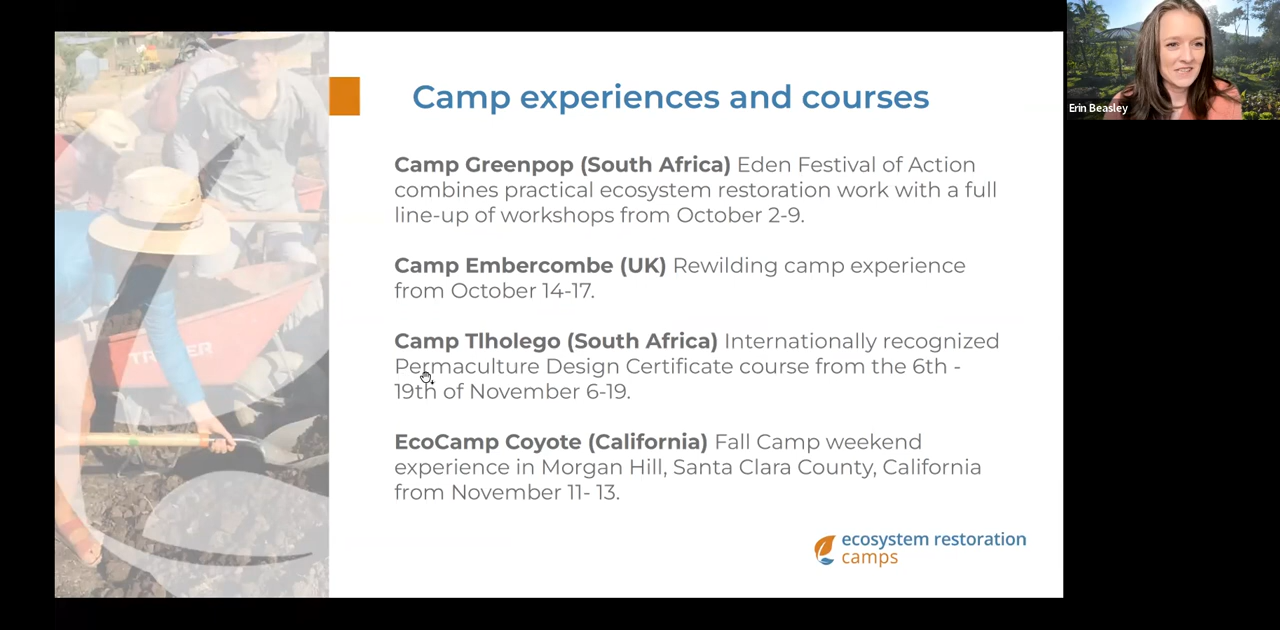 Camp experiences and courses
Camp Greenpop (South Africa) Eden Festival of Action
combines practical ecosystem restoration work with a full
line-up of workshops from October 2-9.
Camp Embercombe (UK) Rewilding camp experience
from October 14-17.
Camp Tlholego (South Africa) Internationally recognized
Permaculture Design Certificate course from the 6th -
19th of November 6-19.
EcoCamp Coyote (California) Fall Camp weekend
experience in Morgan Hill, Santa Clara County, California
from November 11- 13.
ecosystem restoration
camps
Erin Beasley